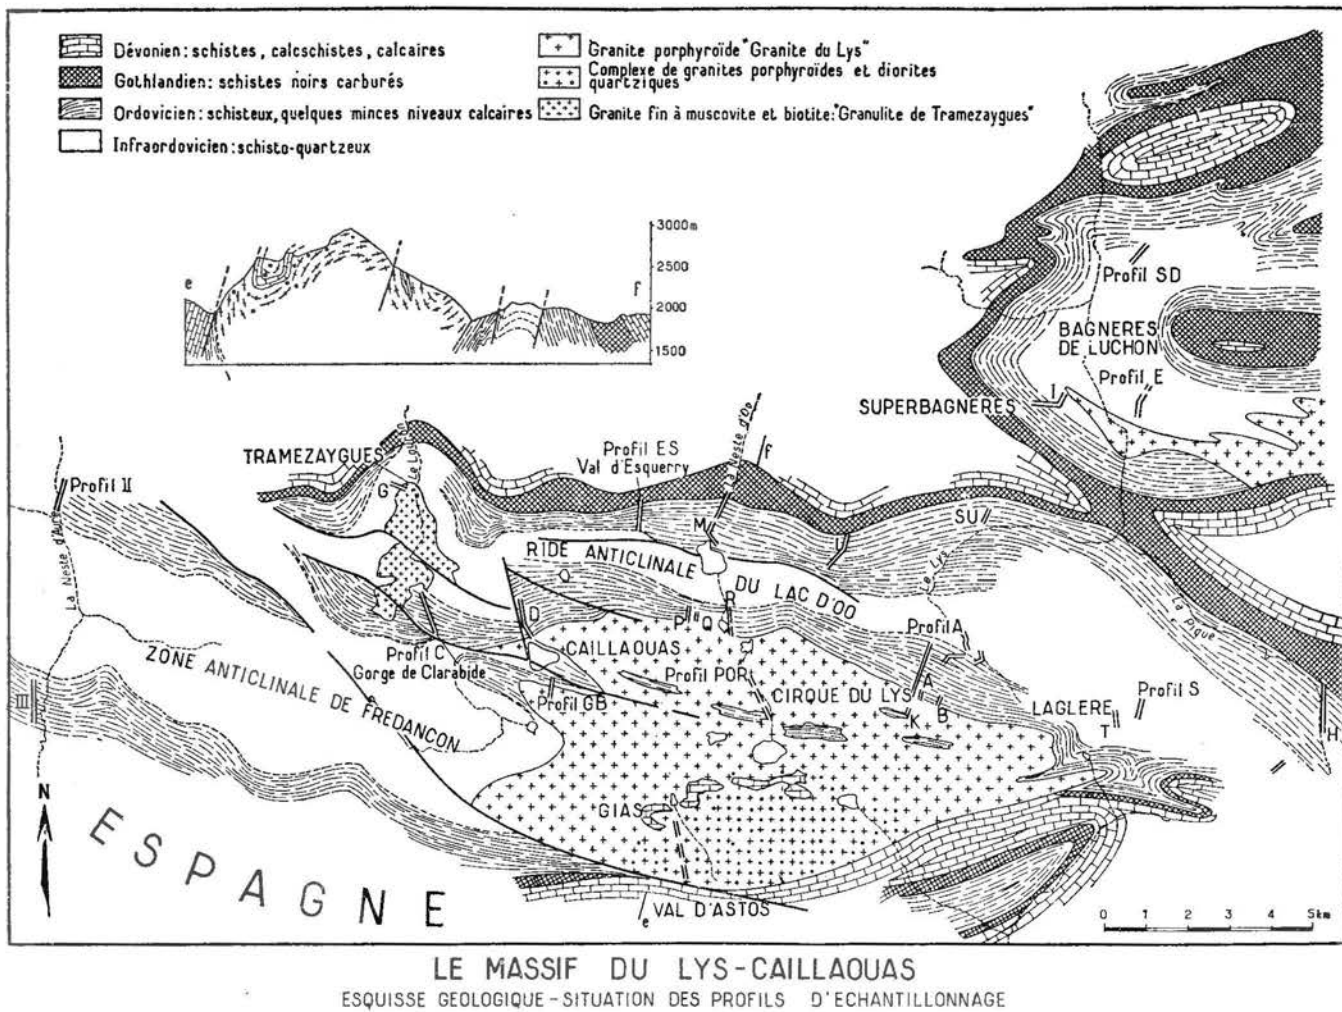 Dévonien: schistes, calcschistes, calcaires
Gothlandien: schistes noirs carburés
Ordovicien: schisteux, quelques minces niveaux calcaires
Infraordovicien: schisto-quartzeux
Granite porphyroïde "Granite du Lys"
Complexe de granites porphyroïdes et diorites
quartziques
Granite fin à muscovite et biotite: "Granulite de Tramezaygues"
3000m
2500
2000
1500
e
f
Profil SD
BAGNERES
DE LUCHON
Profil E
I
SUPERBAGNÈRES
TRAMEZAYGUES
Le Louron
G
Profil ES
Val d'Esquerry
La Neste d'Oo
f
Profil II
La Neste d'Aure
M
U
SU
RIDE ANTICLINALE
DU LAC D'OO
La Lys
La Pique
D
P
Q
R
Profil A
CAILLAOUAS
Profil C
Gorge de Clarabide
Profil GB
Profil POR
CIRQUE DU LYS
A
B
K
LAGLERE
T
Profil S
H
ZONE ANTICLINALE DE FREDANCON
III
N
GIAS
ESPAGNE
e
VAL D'ASTOS
0 1 2 3 4 5km
LE MASSIF DU LYS-CAILLAOUAS
ESQUISSE GEOLOGIQUE-SITUATION DES PROFILS D'ECHANTILLONNAGE